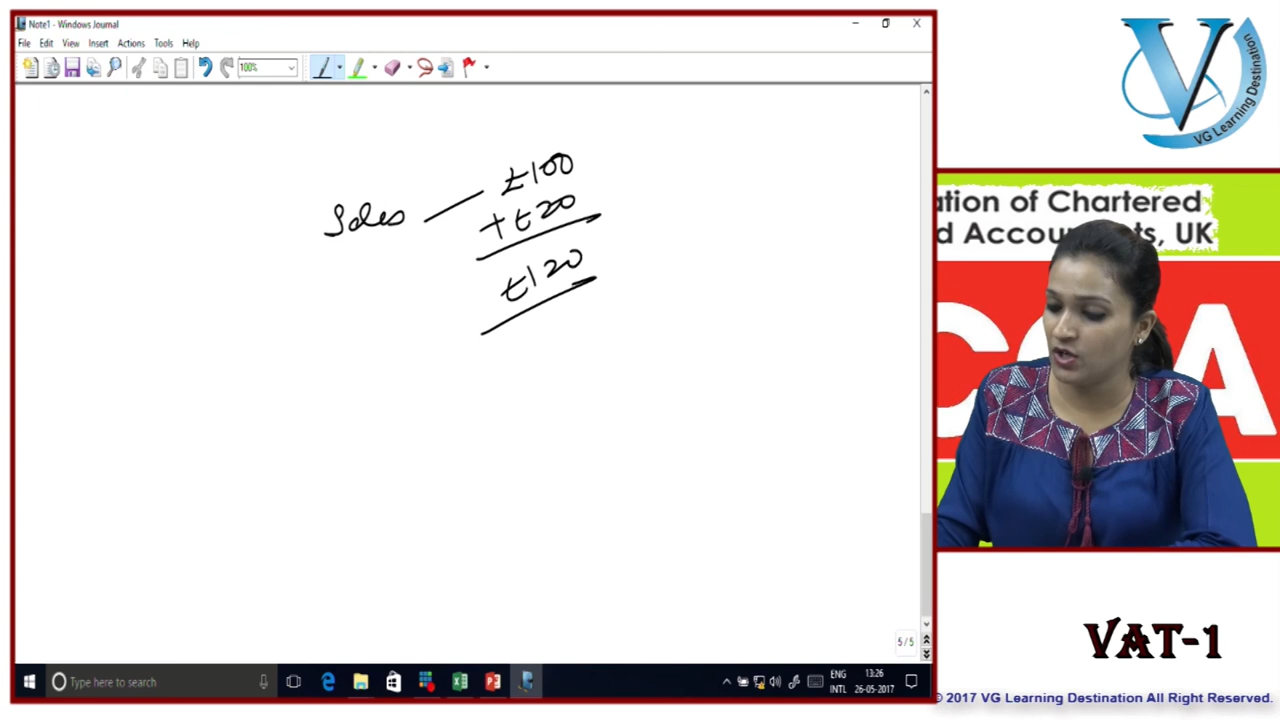 Note1 - Windows Journal
File Edit View Insert Actions Tools Help
100%
Sales — £100
+ £20
£120
5 / 5
Type here to search
ENG
INTL
13:26
26-05-2017
V
VG Learning Destination
ation of Chartered
d Accountants, UK
CCA
VAT-1
© 2017 VG Learning Destination All Right Reserved.